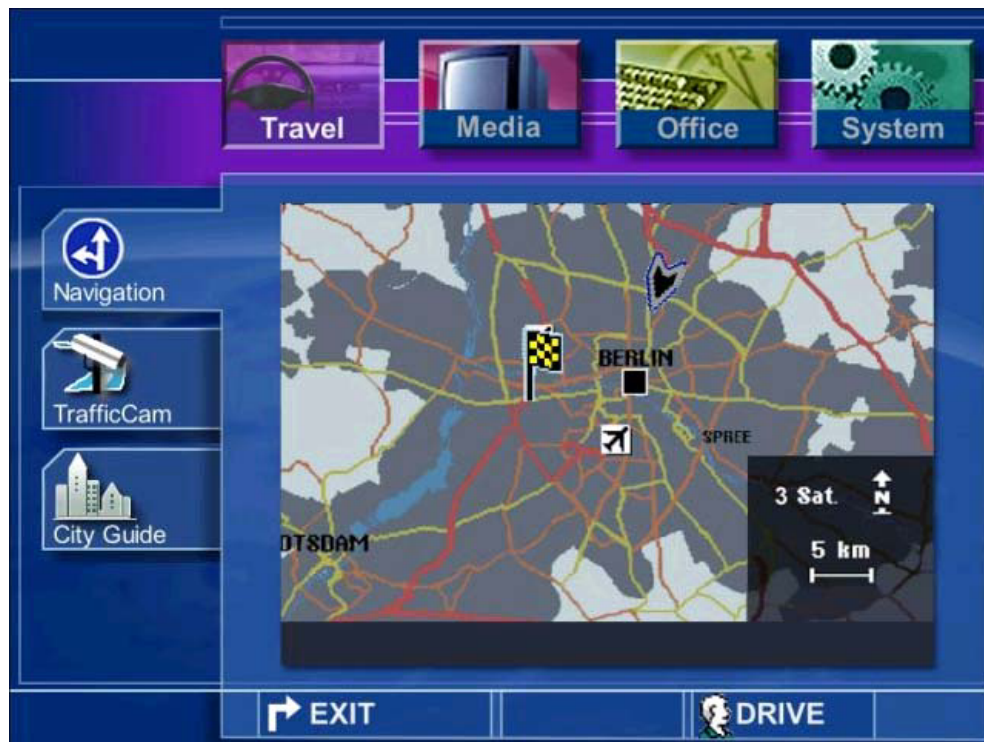 Travel
Media
Office
System
Navigation
TrafficCam
City Guide
BERLIN
SPREE
OTSDAM
3 Sat.
N
5 km
EXIT
DRIVE